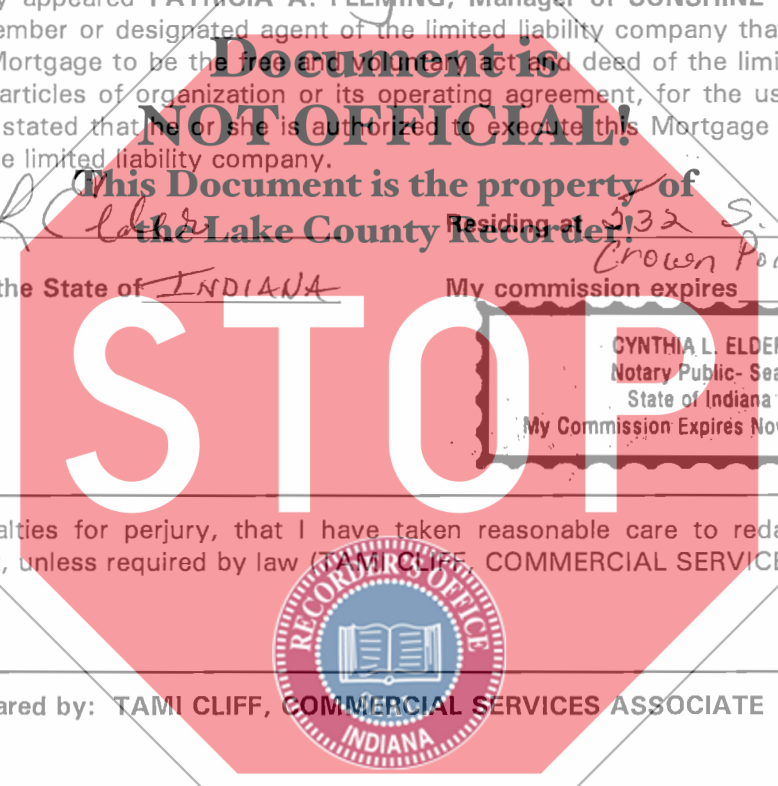 y appeared PATRICIA A. FLEMING, Manager of SUNSHINE
ember or designated agent of the limited liability company tha
Mortgage to be the free and voluntary act and deed of the limi
articles of organization or its operating agreement, for the us
stated that he or she is authorized to execute this Mortgage
e limited liability company.
Document is
NOT OFFICIAL!
This Document is the property of
the Lake County Recorder!
R Elder
Residing at 332 S.
Crown Po
the State of INDIANA
My commission expires
STOP
CYNTHIA L. ELDER
Notary Public- Sea
State of Indiana
My Commission Expires Nov
alties for perjury, that I have taken reasonable care to reda
, unless required by law (TAMI CLIFF, COMMERCIAL SERVICE
RECORDER'S OFFICE
INDIANA
ared by: TAMI CLIFF, COMMERCIAL SERVICES ASSOCIATE